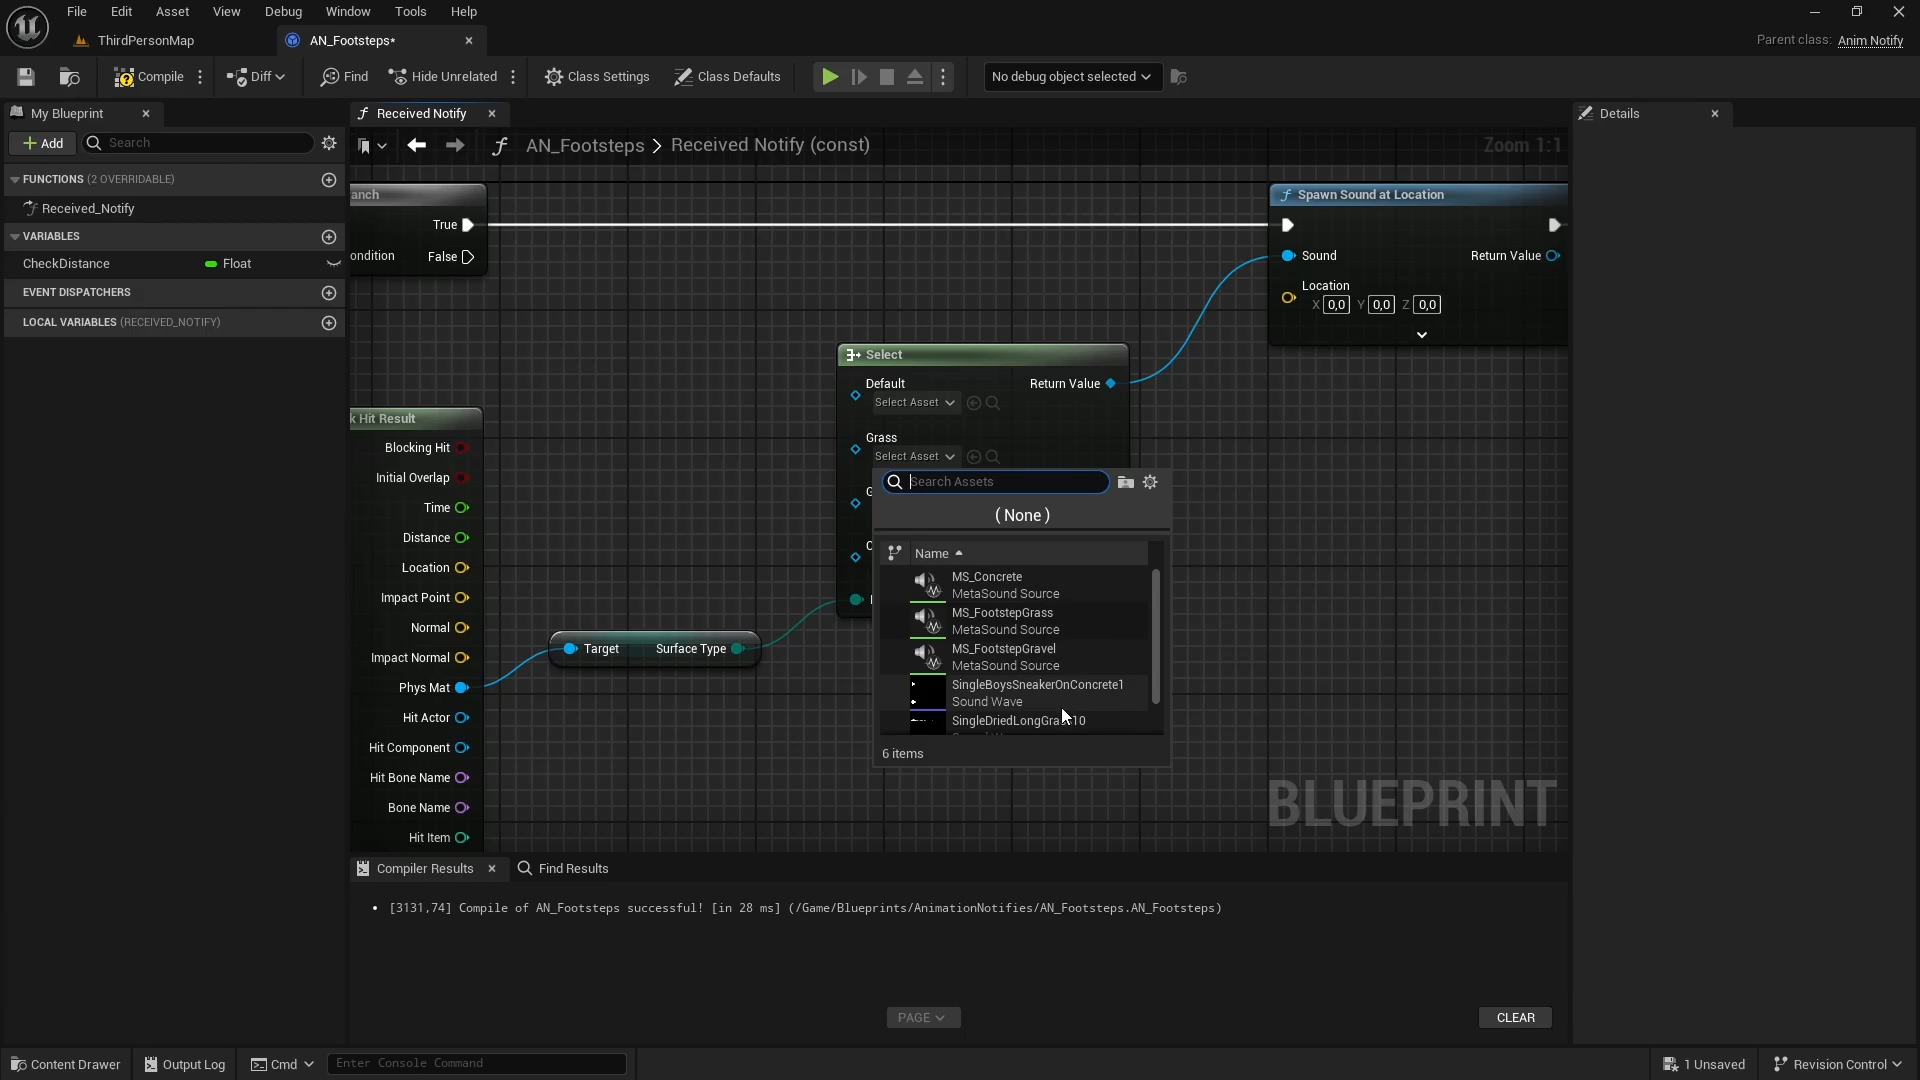 File Edit Asset View Debug Window Tools Help
ThirdPersonMap
AN_Footsteps*
Parent class: Anim Notify
Compile
Diff
Find
Hide Unrelated
Class Settings
Class Defaults
No debug object selected
My Blueprint
Received Notify
Details
Add
Search
AN_Footsteps > Received Notify (const)
Zoom 1:1
FUNCTIONS (2 OVERRIDABLE)
Received_Notify
VARIABLES
CheckDistance
Float
EVENT DISPATCHERS
LOCAL VARIABLES (RECEIVED_NOTIFY)
anch
True
ondition
False
Spawn Sound at Location
Sound
Return Value
Location
X 0,0 Y 0,0 Z 0,0
Select
Default
Return Value
Select Asset
Grass
Select Asset
G
Search Assets
( None )
Name
MS_Concrete
MetaSound Source
MS_FootstepGrass
MetaSound Source
MS_FootstepGravel
MetaSound Source
SingleBoysSneakerOnConcrete1
Sound Wave
6 items
k Hit Result
Blocking Hit
Initial Overlap
Time
Distance
Location
Impact Point
Normal
Impact Normal
Phys Mat
Hit Actor
Hit Component
Hit Bone Name
Bone Name
Hit Item
Target
Surface Type
BLUEPRINT
Compiler Results
Find Results
• [3131,74] Compile of AN_Footsteps successful! [in 28 ms] (/Game/Blueprints/AnimationNotifies/AN_Footsteps.AN_Footsteps)
PAGE
CLEAR
Content Drawer
Output Log
Cmd
Enter Console Command
1 Unsaved
Revision Control